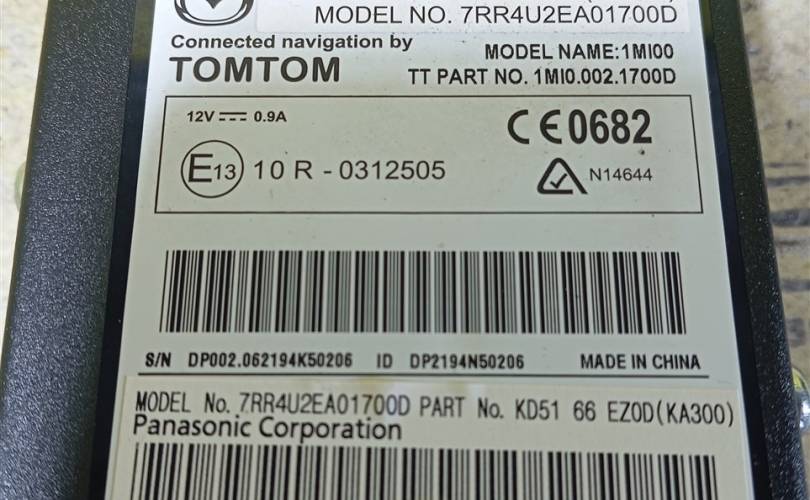 MODEL NO. 7RR4U2EA01700D
Connected navigation by
TOMTOM
MODEL NAME:1MI00
TT PART NO. 1MI0.002.1700D
12V 0.9A
CE0682
E13 10 R - 0312505
N14644
S/N DP002.062194K50206 ID DP2194N50206 MADE IN CHINA
MODEL No. 7RR4U2EA01700D PART No. KD51 66 EZ0D(KA300)
Panasonic Corporation